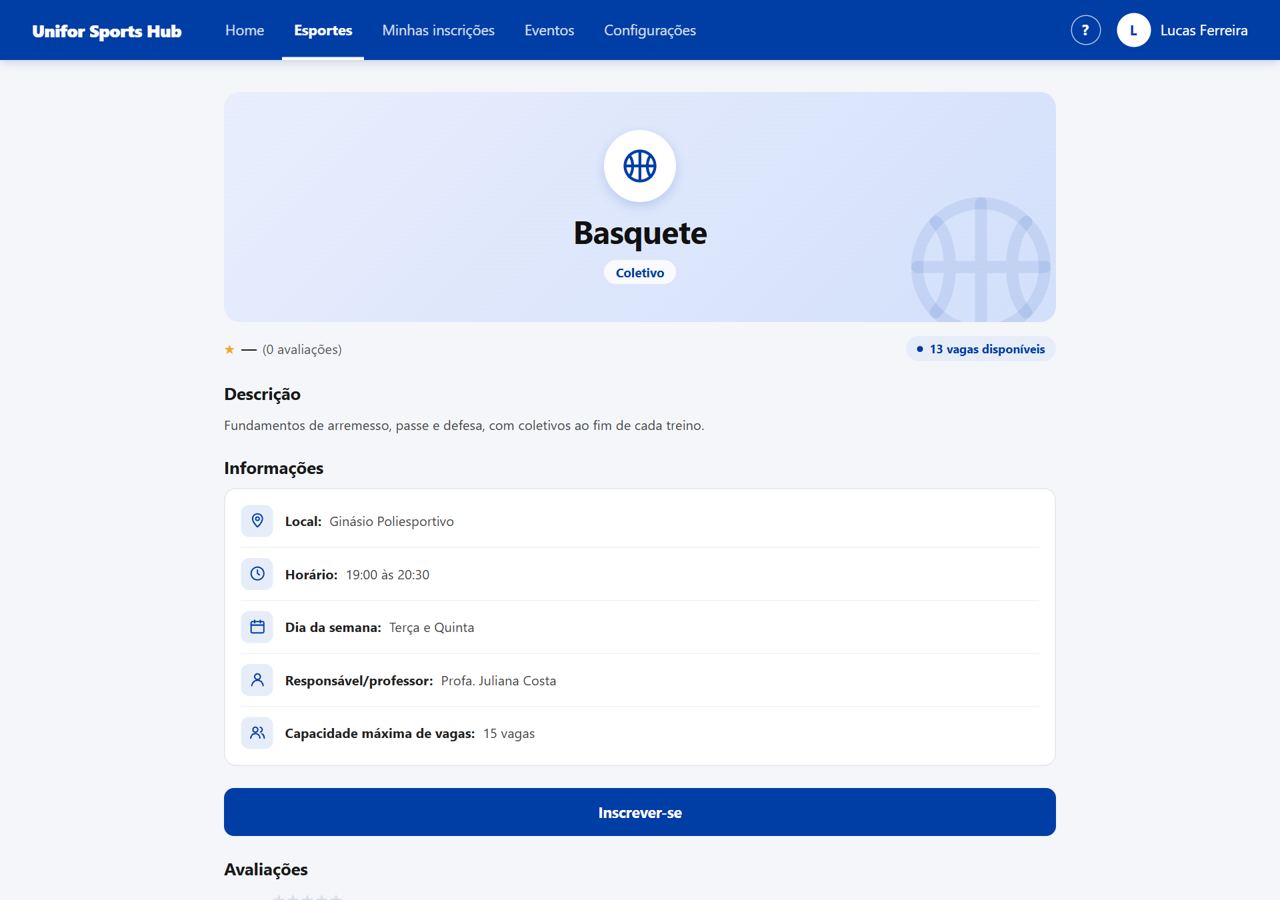 Unifor Sports Hub
Home
Esportes
Minhas inscrições
Eventos
Configurações
?
L
Lucas Ferreira
Basquete
Coletivo
★ — (0 avaliações)
13 vagas disponíveis
Descrição
Fundamentos de arremesso, passe e defesa, com coletivos ao fim de cada treino.
Informações
Local: Ginásio Poliesportivo
Horário: 19:00 às 20:30
Dia da semana: Terça e Quinta
Responsável/professor: Profa. Juliana Costa
Capacidade máxima de vagas: 15 vagas
Inscrever-se
Avaliações